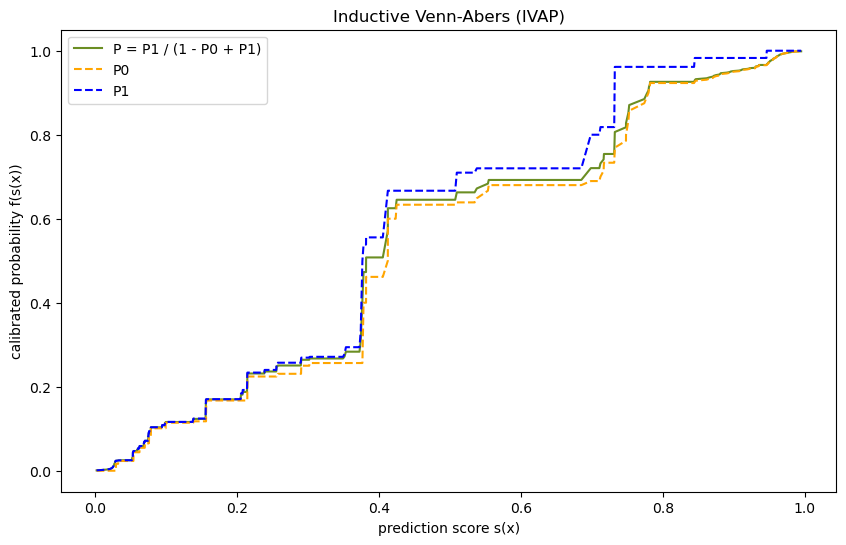 Inductive Venn-Abers (IVAP)
P = P1 / (1 - P0 + P1)
P0
P1
calibrated probability f(s(x))
1.0
0.8
0.6
0.4
0.2
0.0
0.0 0.2 0.4 0.6 0.8 1.0
prediction score s(x)